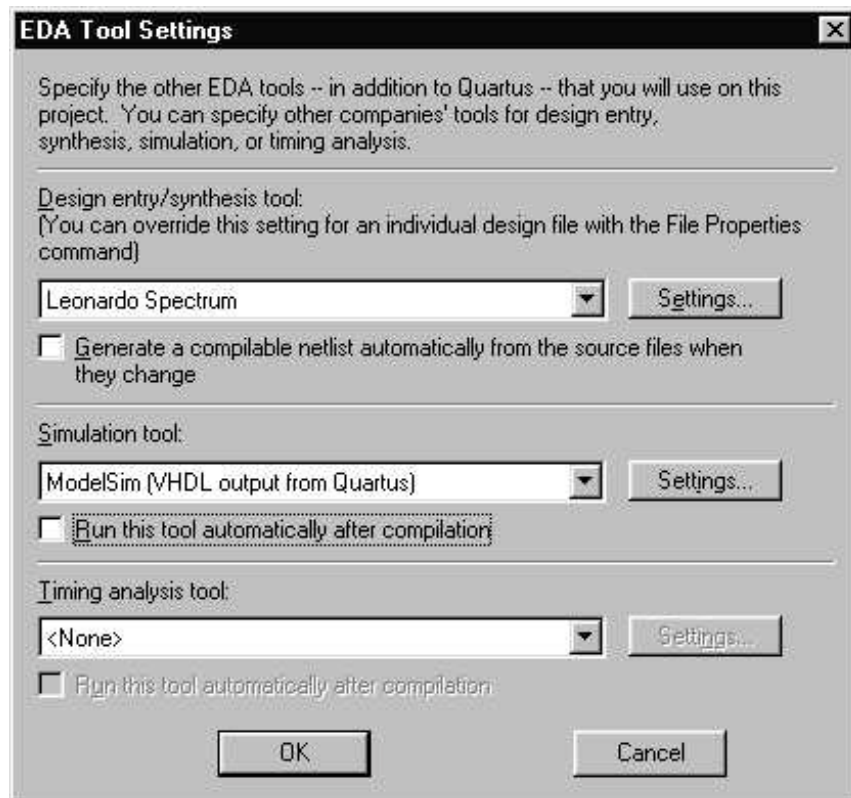 EDA Tool Settings
Specify the other EDA tools -- in addition to Quartus -- that you will use on this
project.  You can specify other companies' tools for design entry,
synthesis, simulation, or timing analysis.
Design entry/synthesis tool:
(You can override this setting for an individual design file with the File Properties
command)
Leonardo Spectrum
Settings...
Generate a compilable netlist automatically from the source files when
they change
Simulation tool:
ModelSim (VHDL output from Quartus)
Settings...
Run this tool automatically after compilation
Timing analysis tool:
<None>
Settings...
Run this tool automatically after compilation
OK
Cancel